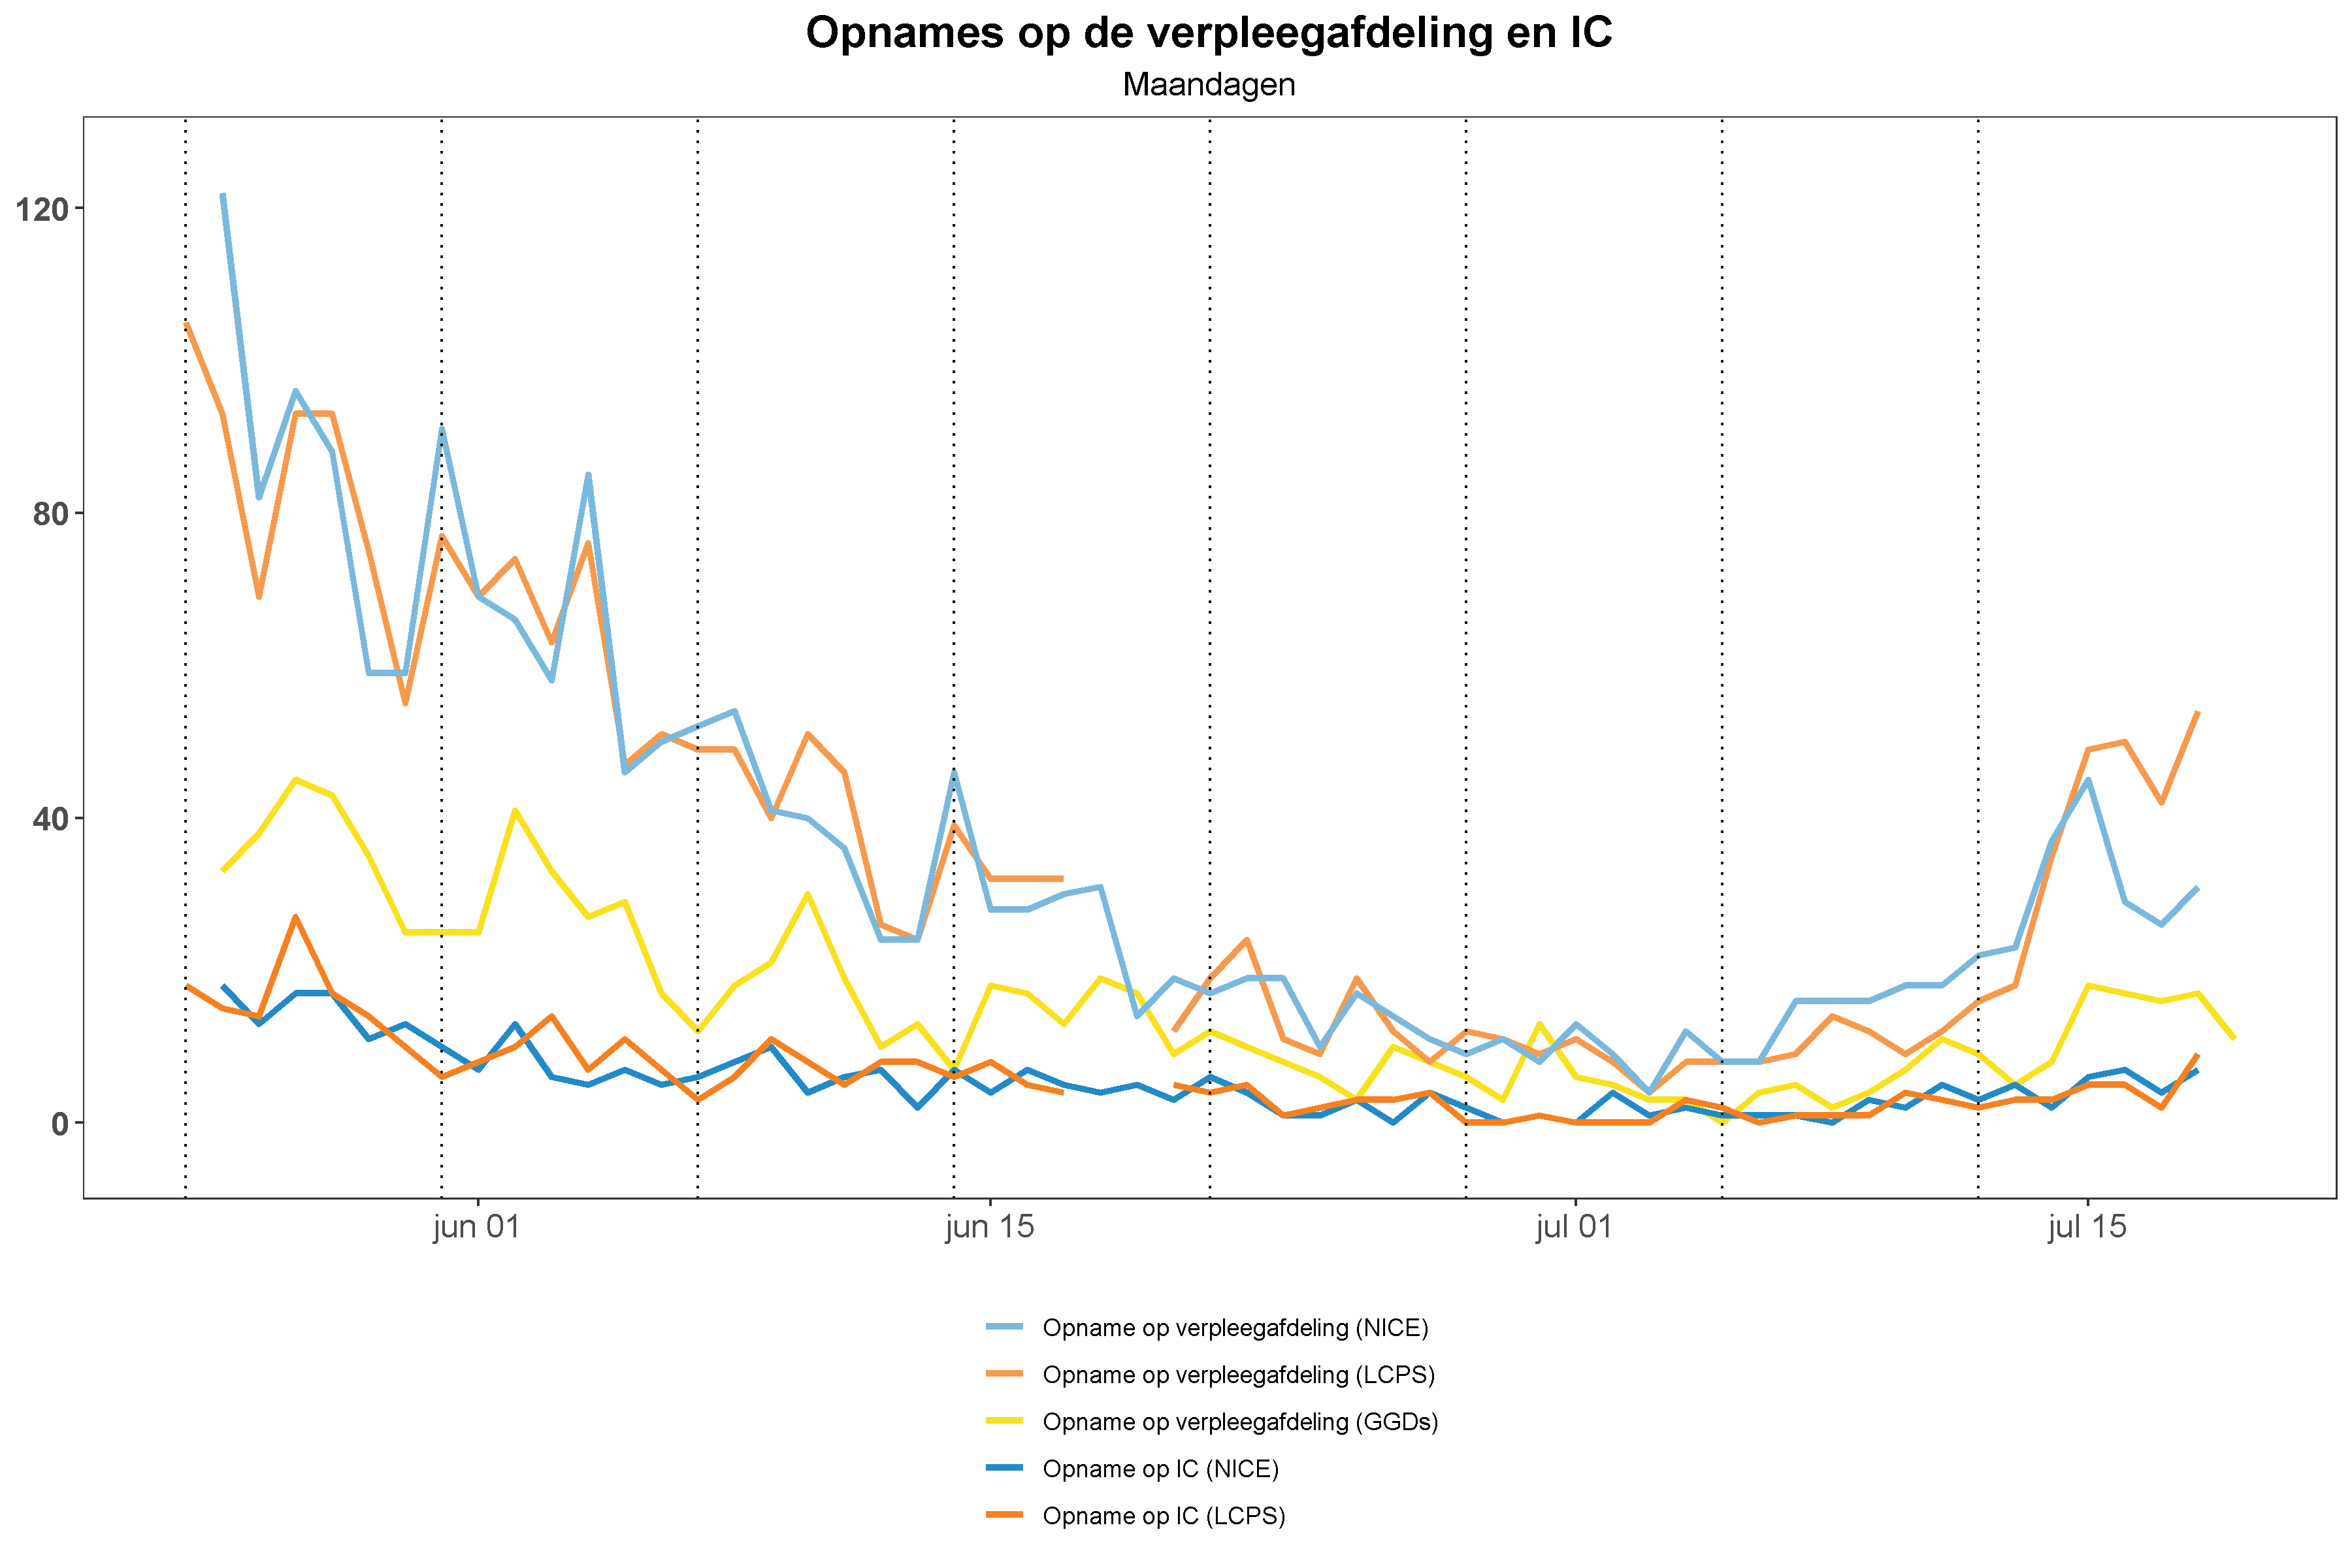 Opnames op de verpleegafdeling en IC
Maandagen
120
80
40
0
jun 01
jun 15
jul 01
jul 15
Opname op verpleegafdeling (NICE)
Opname op verpleegafdeling (LCPS)
Opname op verpleegafdeling (GGDs)
Opname op IC (NICE)
Opname op IC (LCPS)